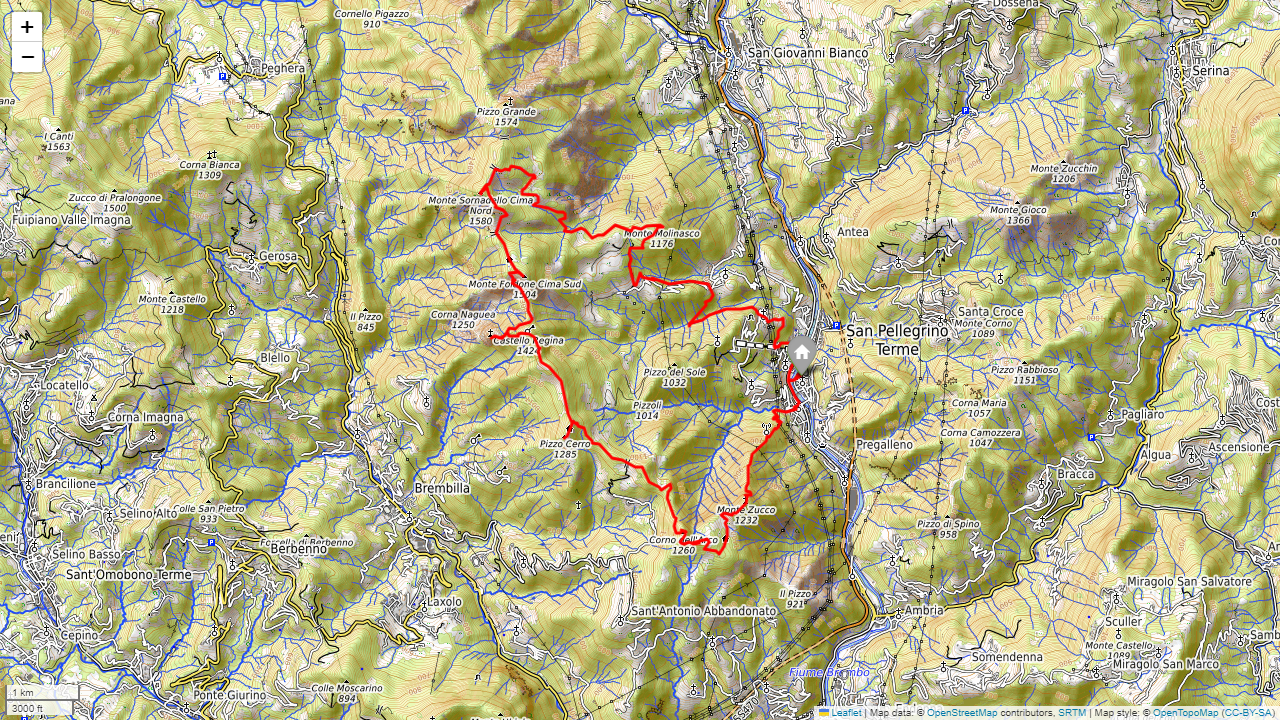 +
−
Cornello Pigazzo
910
Dossena
San Giovanni Bianco
Peghera
Serina
Pizzo Grande
1574
I Canti
1563
Corna Bianca
1309
Monte Zucchin
1206
Zucco di Pralongone
1500
Monte Sornadello Cima
Nord
1580
Monte Gioco
1366
Fuipiano Valle Imagna
Antea
Monte Molinasco
1176
Gerosa
Monte Foldone Cima Sud
1504
Monte Castello
1218
Corna Naguea
1250
Il Pizzo
845
Santa Croce
Monte Corno
1089
San Pellegrino
Terme
Castello Regina
1424
Blello
Pizzo del Sole
1032
Pizzo Rabbioso
1151
Locatello
Corna Imagna
Pizzoli
1014
Corna Maria
1057
Pagliaro
Corna Camozzera
1047
Pizzo Cerro
1285
Pregalleno
Algua
Ascensione
Bracca
Brancilione
Brembilla
Selino Alto
Colle San Pietro
933
Monte Zucco
1232
Pizzo di Spino
958
Corno dell'Arco
1260
Forcella di Berbenno
Berbenno
Selino Basso
Sant'Omobono Terme
Miragolo San Salvatore
Il Pizzo
921
Laxolo
Sant'Antonio Abbandonato
Ambria
Sculler
Cepino
Monte Castello
1089
Somendenna
Miragolo San Marco
Fiume Brembo
Colle Moscarino
894
Ponte Giurino
1 km
3000 ft
Leaflet | Map data: © OpenStreetMap contributors, SRTM | Map style: © OpenTopoMap (CC-BY-SA)